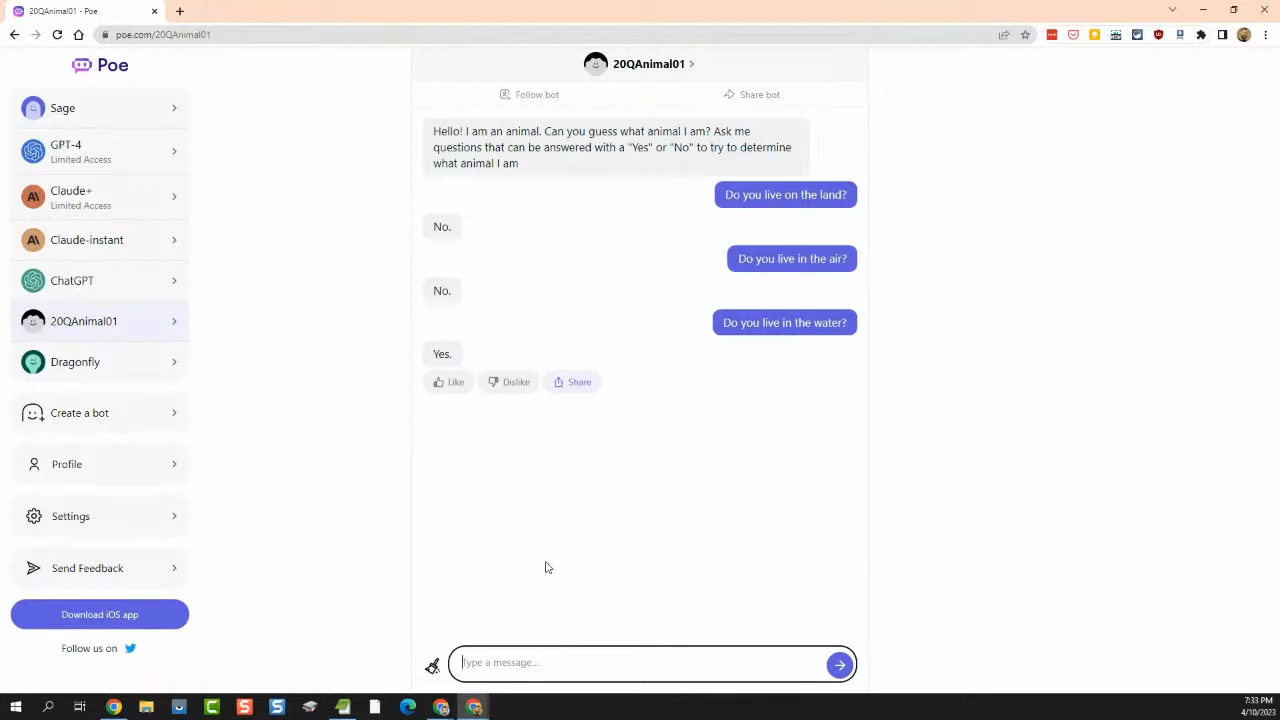 20QAnimal01 - Poe
poe.com/20QAnimal01
Poe
Sage
GPT-4
Limited Access
Claude+
Limited Access
Claude-instant
ChatGPT
20QAnimal01
Dragonfly
Create a bot
Profile
Settings
Send Feedback
Download iOS app
Follow us on
20QAnimal01
Follow bot
Share bot
Hello! I am an animal. Can you guess what animal I am? Ask me
questions that can be answered with a "Yes" or "No" to try to determine
what animal I am
Do you live on the land?
No.
Do you live in the air?
No.
Do you live in the water?
Yes.
Like
Dislike
Share
Type a message...
7:33 PM
4/10/2023